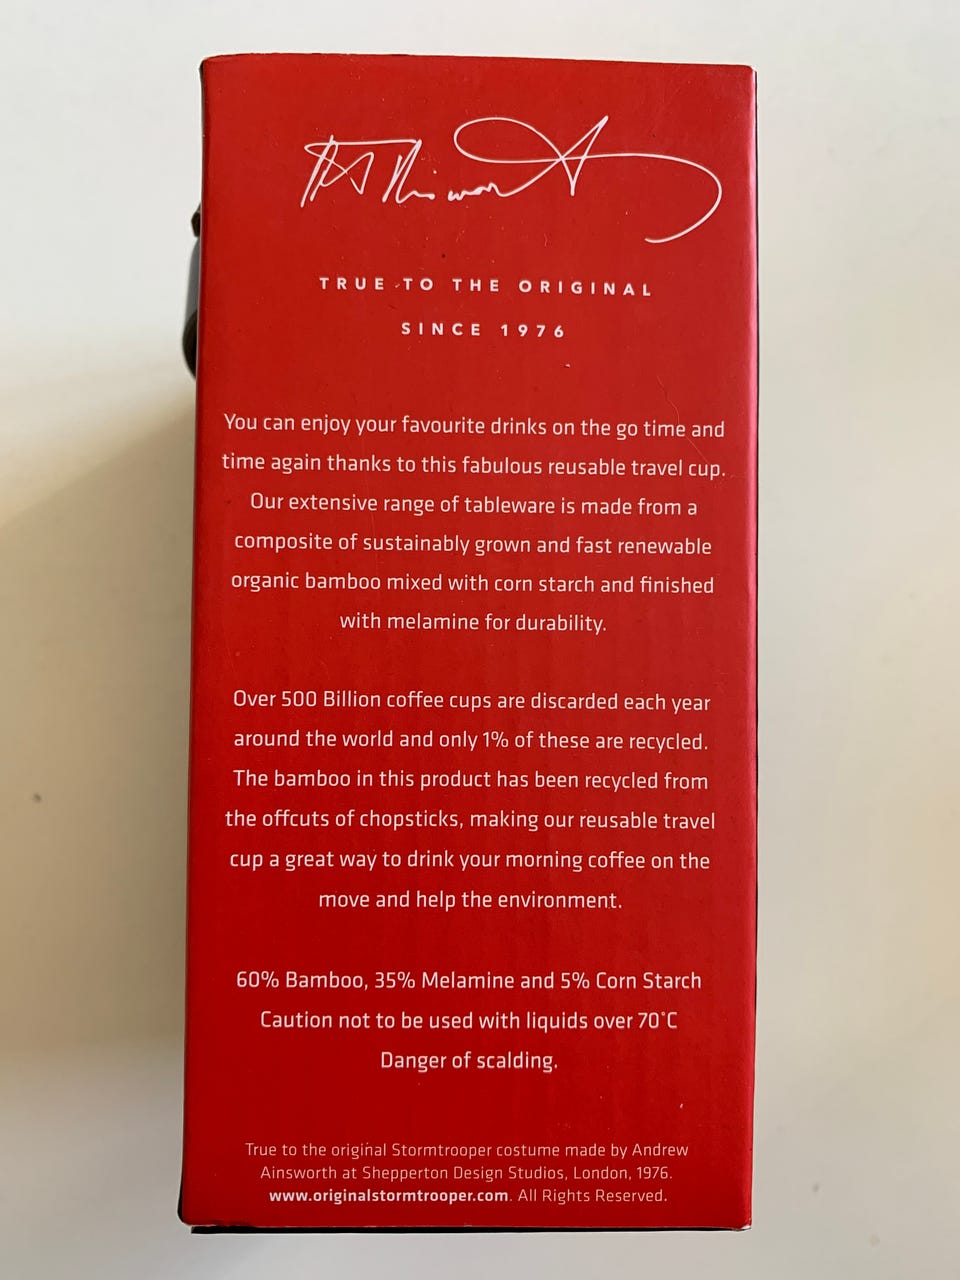 TRUE TO THE ORIGINAL
SINCE 1976
You can enjoy your favourite drinks on the go time and
time again thanks to this fabulous reusable travel cup.
Our extensive range of tableware is made from a
composite of sustainably grown and fast renewable
organic bamboo mixed with corn starch and finished
with melamine for durability.
Over 500 Billion coffee cups are discarded each year
around the world and only 1% of these are recycled.
The bamboo in this product has been recycled from
the offcuts of chopsticks, making our reusable travel
cup a great way to drink your morning coffee on the
move and help the environment.
60% Bamboo, 35% Melamine and 5% Corn Starch
Caution not to be used with liquids over 70°C
Danger of scalding.
True to the original Stormtrooper costume made by Andrew
Ainsworth at Shepperton Design Studios, London, 1976.
www.originalstormtrooper.com. All Rights Reserved.